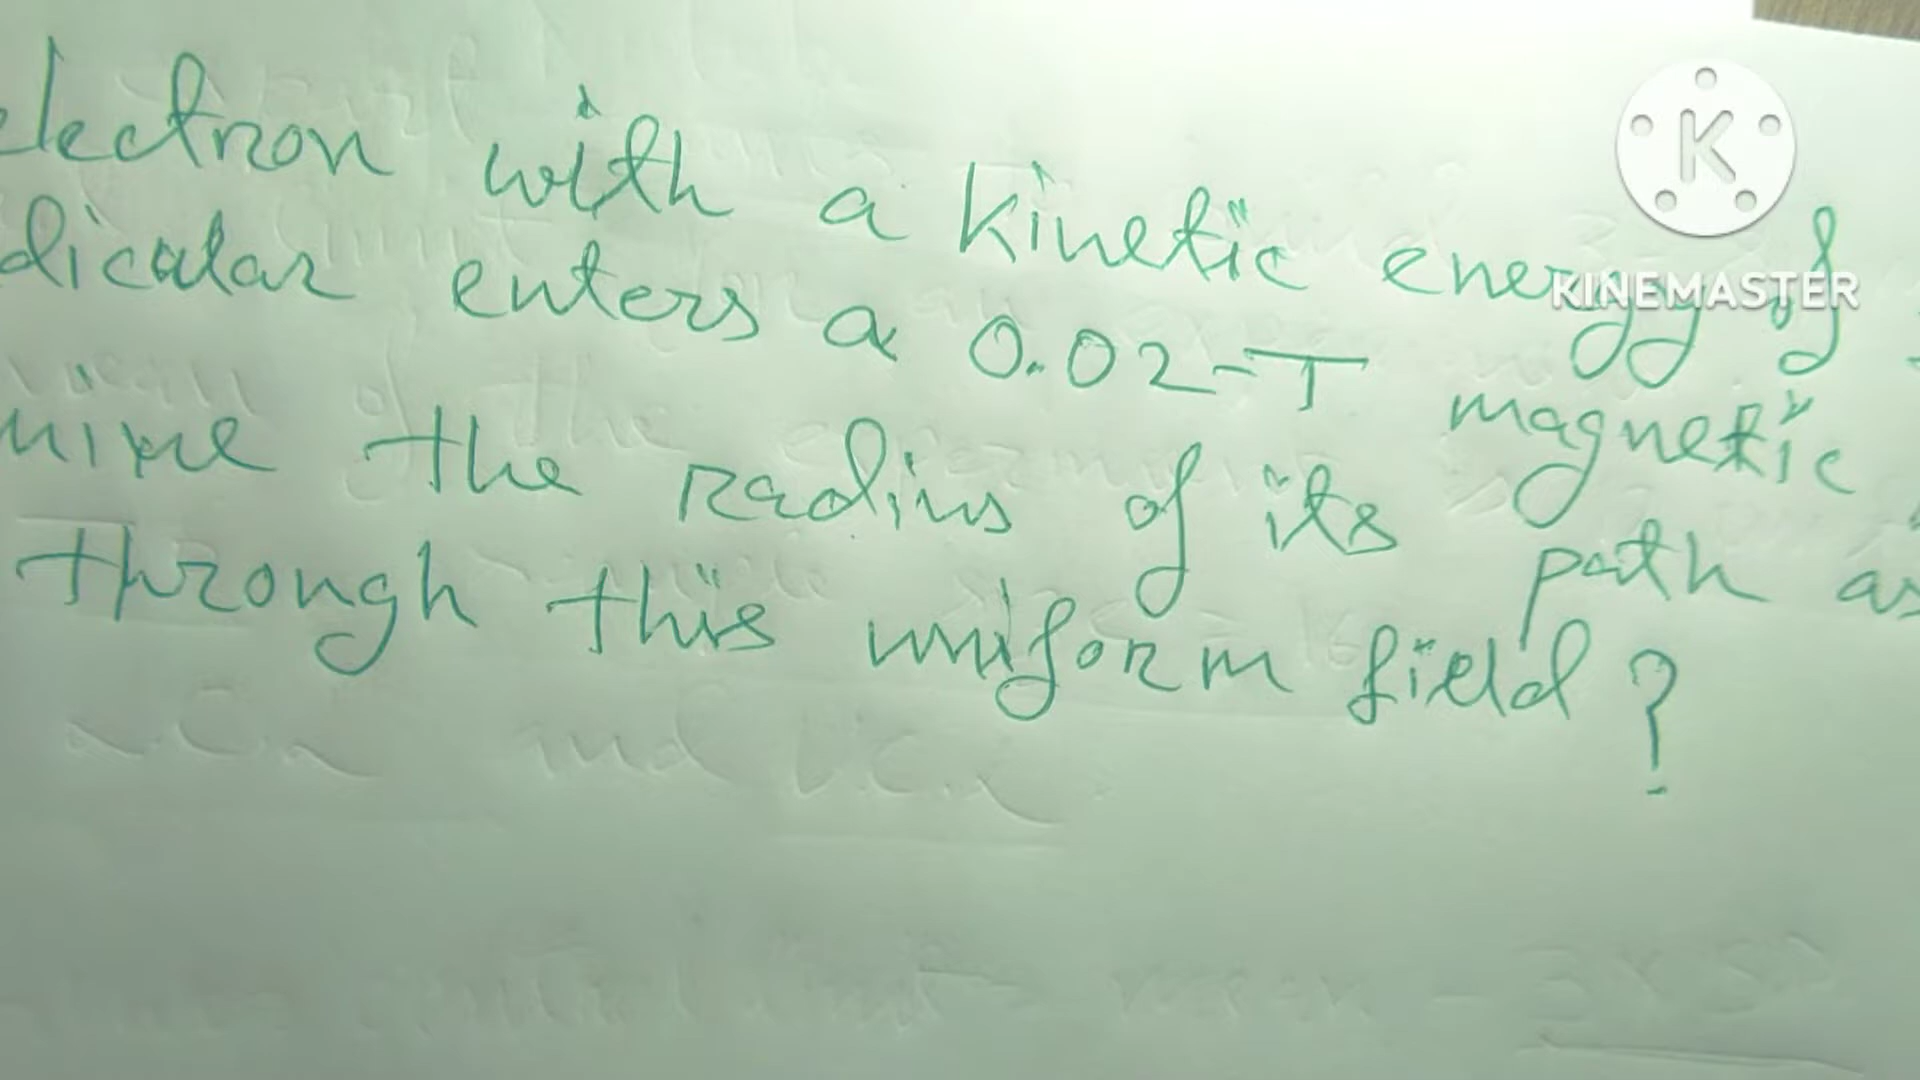 electron with a kinetic energy of
dicular enters a 0.02-T magnetic
mine the radius of its path as
through this uniform field?
K
KINEMASTER